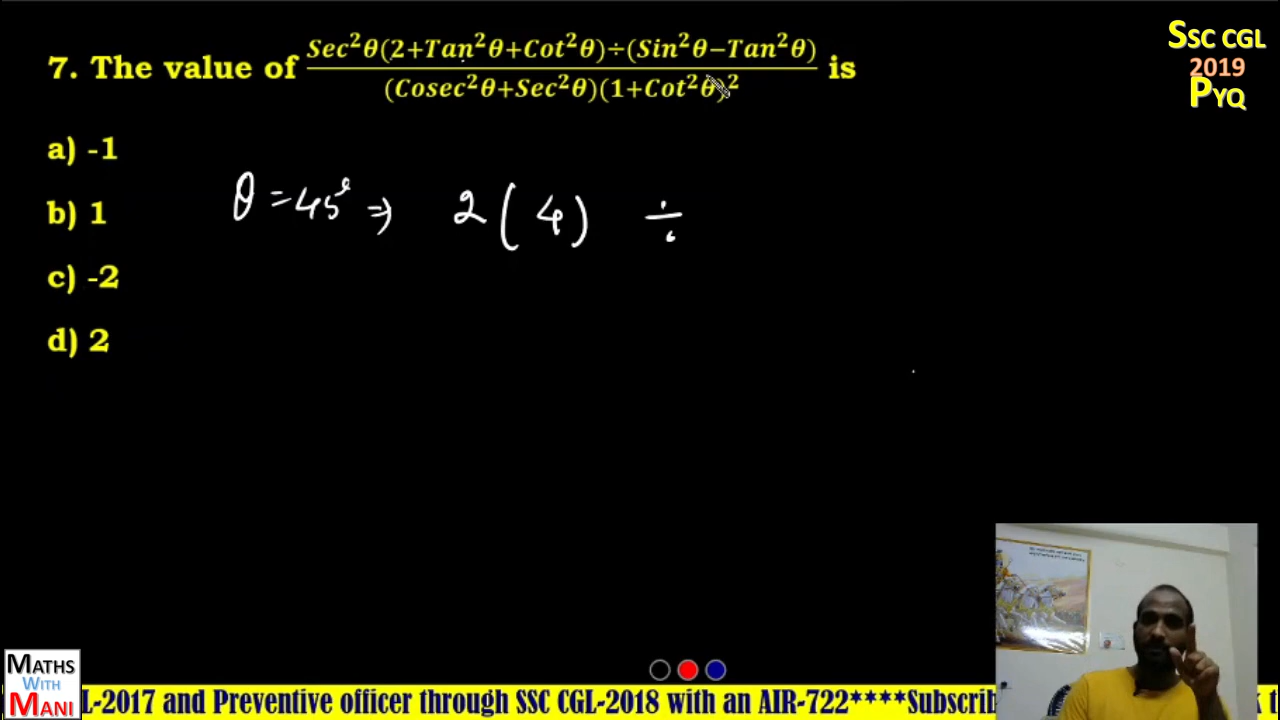 SSC CGL
2019
PYQ
7. The value of Sec²θ(2+Tan²θ+Cot²θ)÷(Sin²θ−Tan²θ) / (Cosec²θ+Sec²θ)(1+Cot²θ)² is
a) -1
b) 1
c) -2
d) 2
θ = 45° ⇒ 2(4) ÷
MATHS
WITH
MANI
L-2017 and Preventive officer through SSC CGL-2018 with an AIR-722****Subscrib